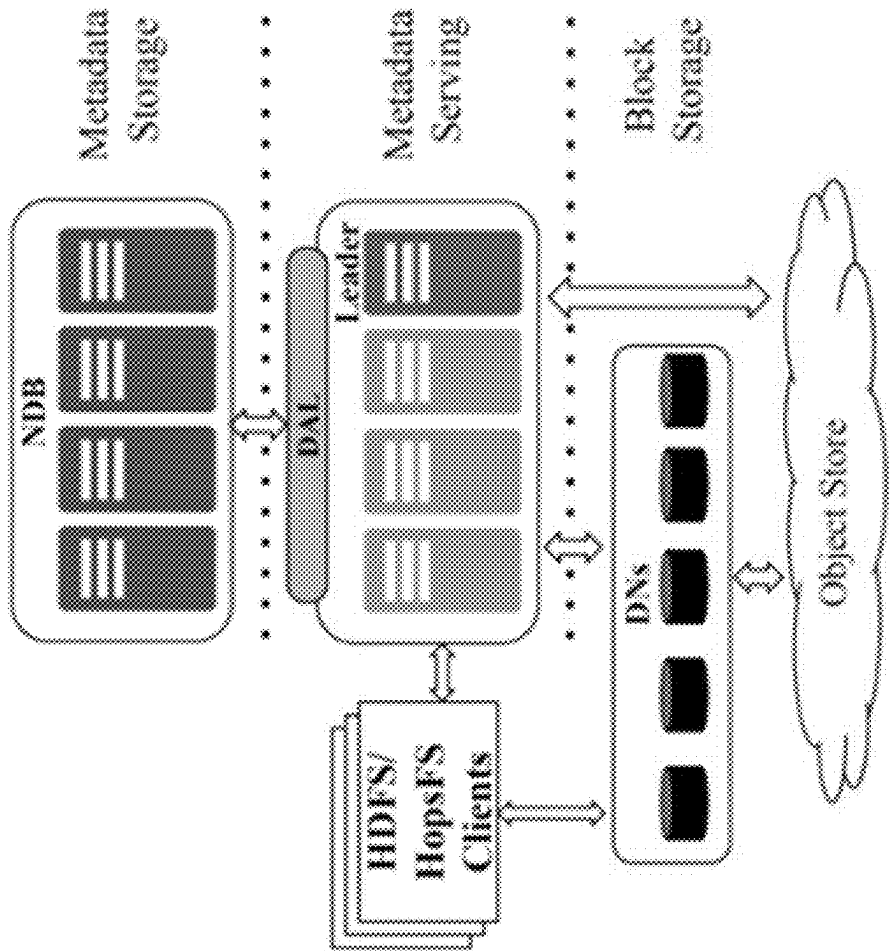 NDB
Metadata
Storage
DAL
Leader
Metadata
Serving
HDFS/
HopsFS
Clients
DNs
Block
Storage
Object Store